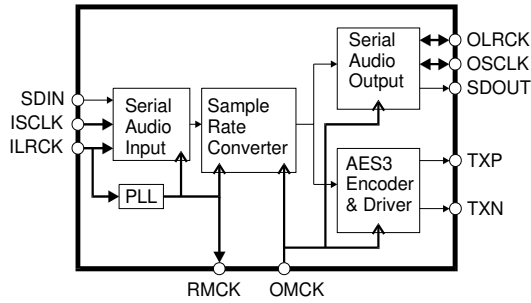 SDIN
ISCLK
ILRCK
Serial
Audio
Input
PLL
Sample
Rate
Converter
Serial
Audio
Output
AES3
Encoder
& Driver
OLRCK
OSCLK
SDOUT
TXP
TXN
RMCK
OMCK